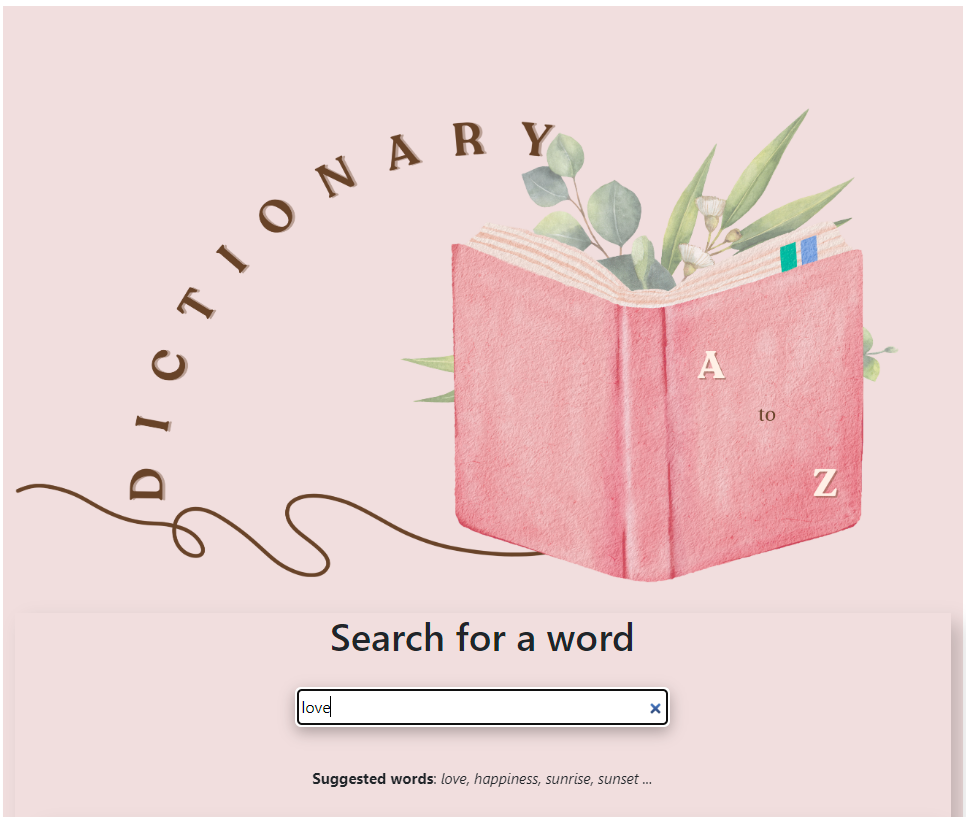 DICTIONARY
A
to
Z
Search for a word
love
Suggested words: love, happiness, sunrise, sunset ...